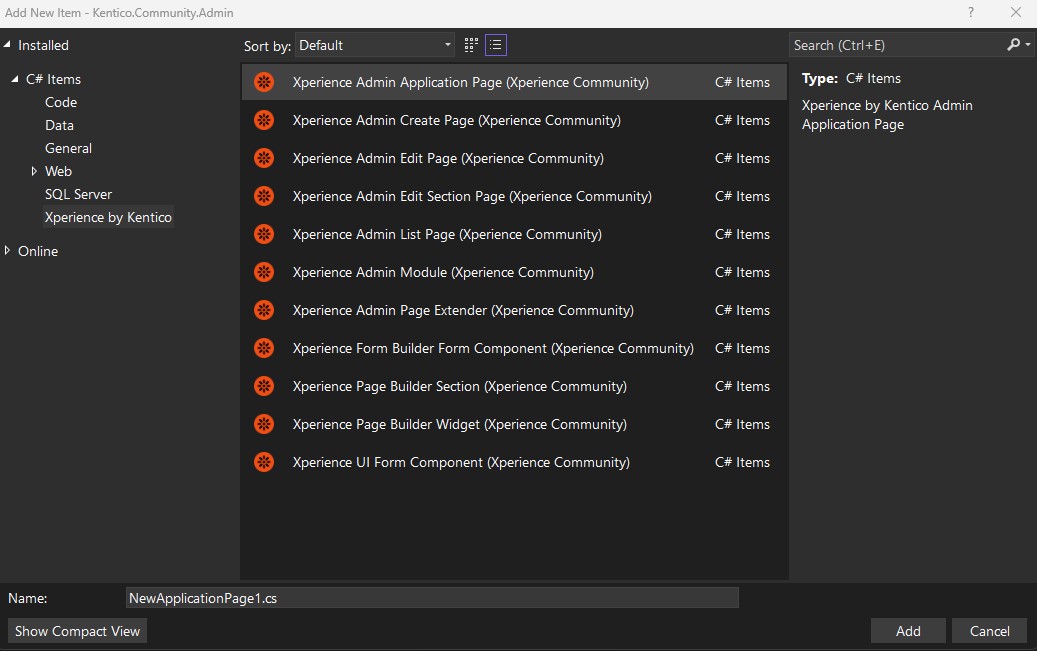 Add New Item - Kentico.Community.Admin
?
Installed
C# Items
Code
Data
General
Web
SQL Server
Xperience by Kentico
Online
Sort by: Default
Search (Ctrl+E)
Xperience Admin Application Page (Xperience Community) C# Items
Xperience Admin Create Page (Xperience Community) C# Items
Xperience Admin Edit Page (Xperience Community) C# Items
Xperience Admin Edit Section Page (Xperience Community) C# Items
Xperience Admin List Page (Xperience Community) C# Items
Xperience Admin Module (Xperience Community) C# Items
Xperience Admin Page Extender (Xperience Community) C# Items
Xperience Form Builder Form Component (Xperience Community) C# Items
Xperience Page Builder Section (Xperience Community) C# Items
Xperience Page Builder Widget (Xperience Community) C# Items
Xperience UI Form Component (Xperience Community) C# Items
Type: C# Items
Xperience by Kentico Admin
Application Page
Name: NewApplicationPage1.cs
Show Compact View
Add
Cancel